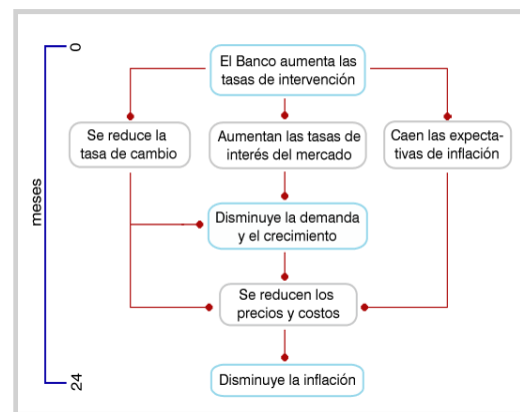 0
El Banco aumenta las
tasas de intervención
Se reduce la
tasa de cambio
Aumentan las tasas de
interés del mercado
Caen las expecta-
tivas de inflación
meses
Disminuye la demanda
y el crecimiento
Se reducen los
precios y costos
24
Disminuye la inflación